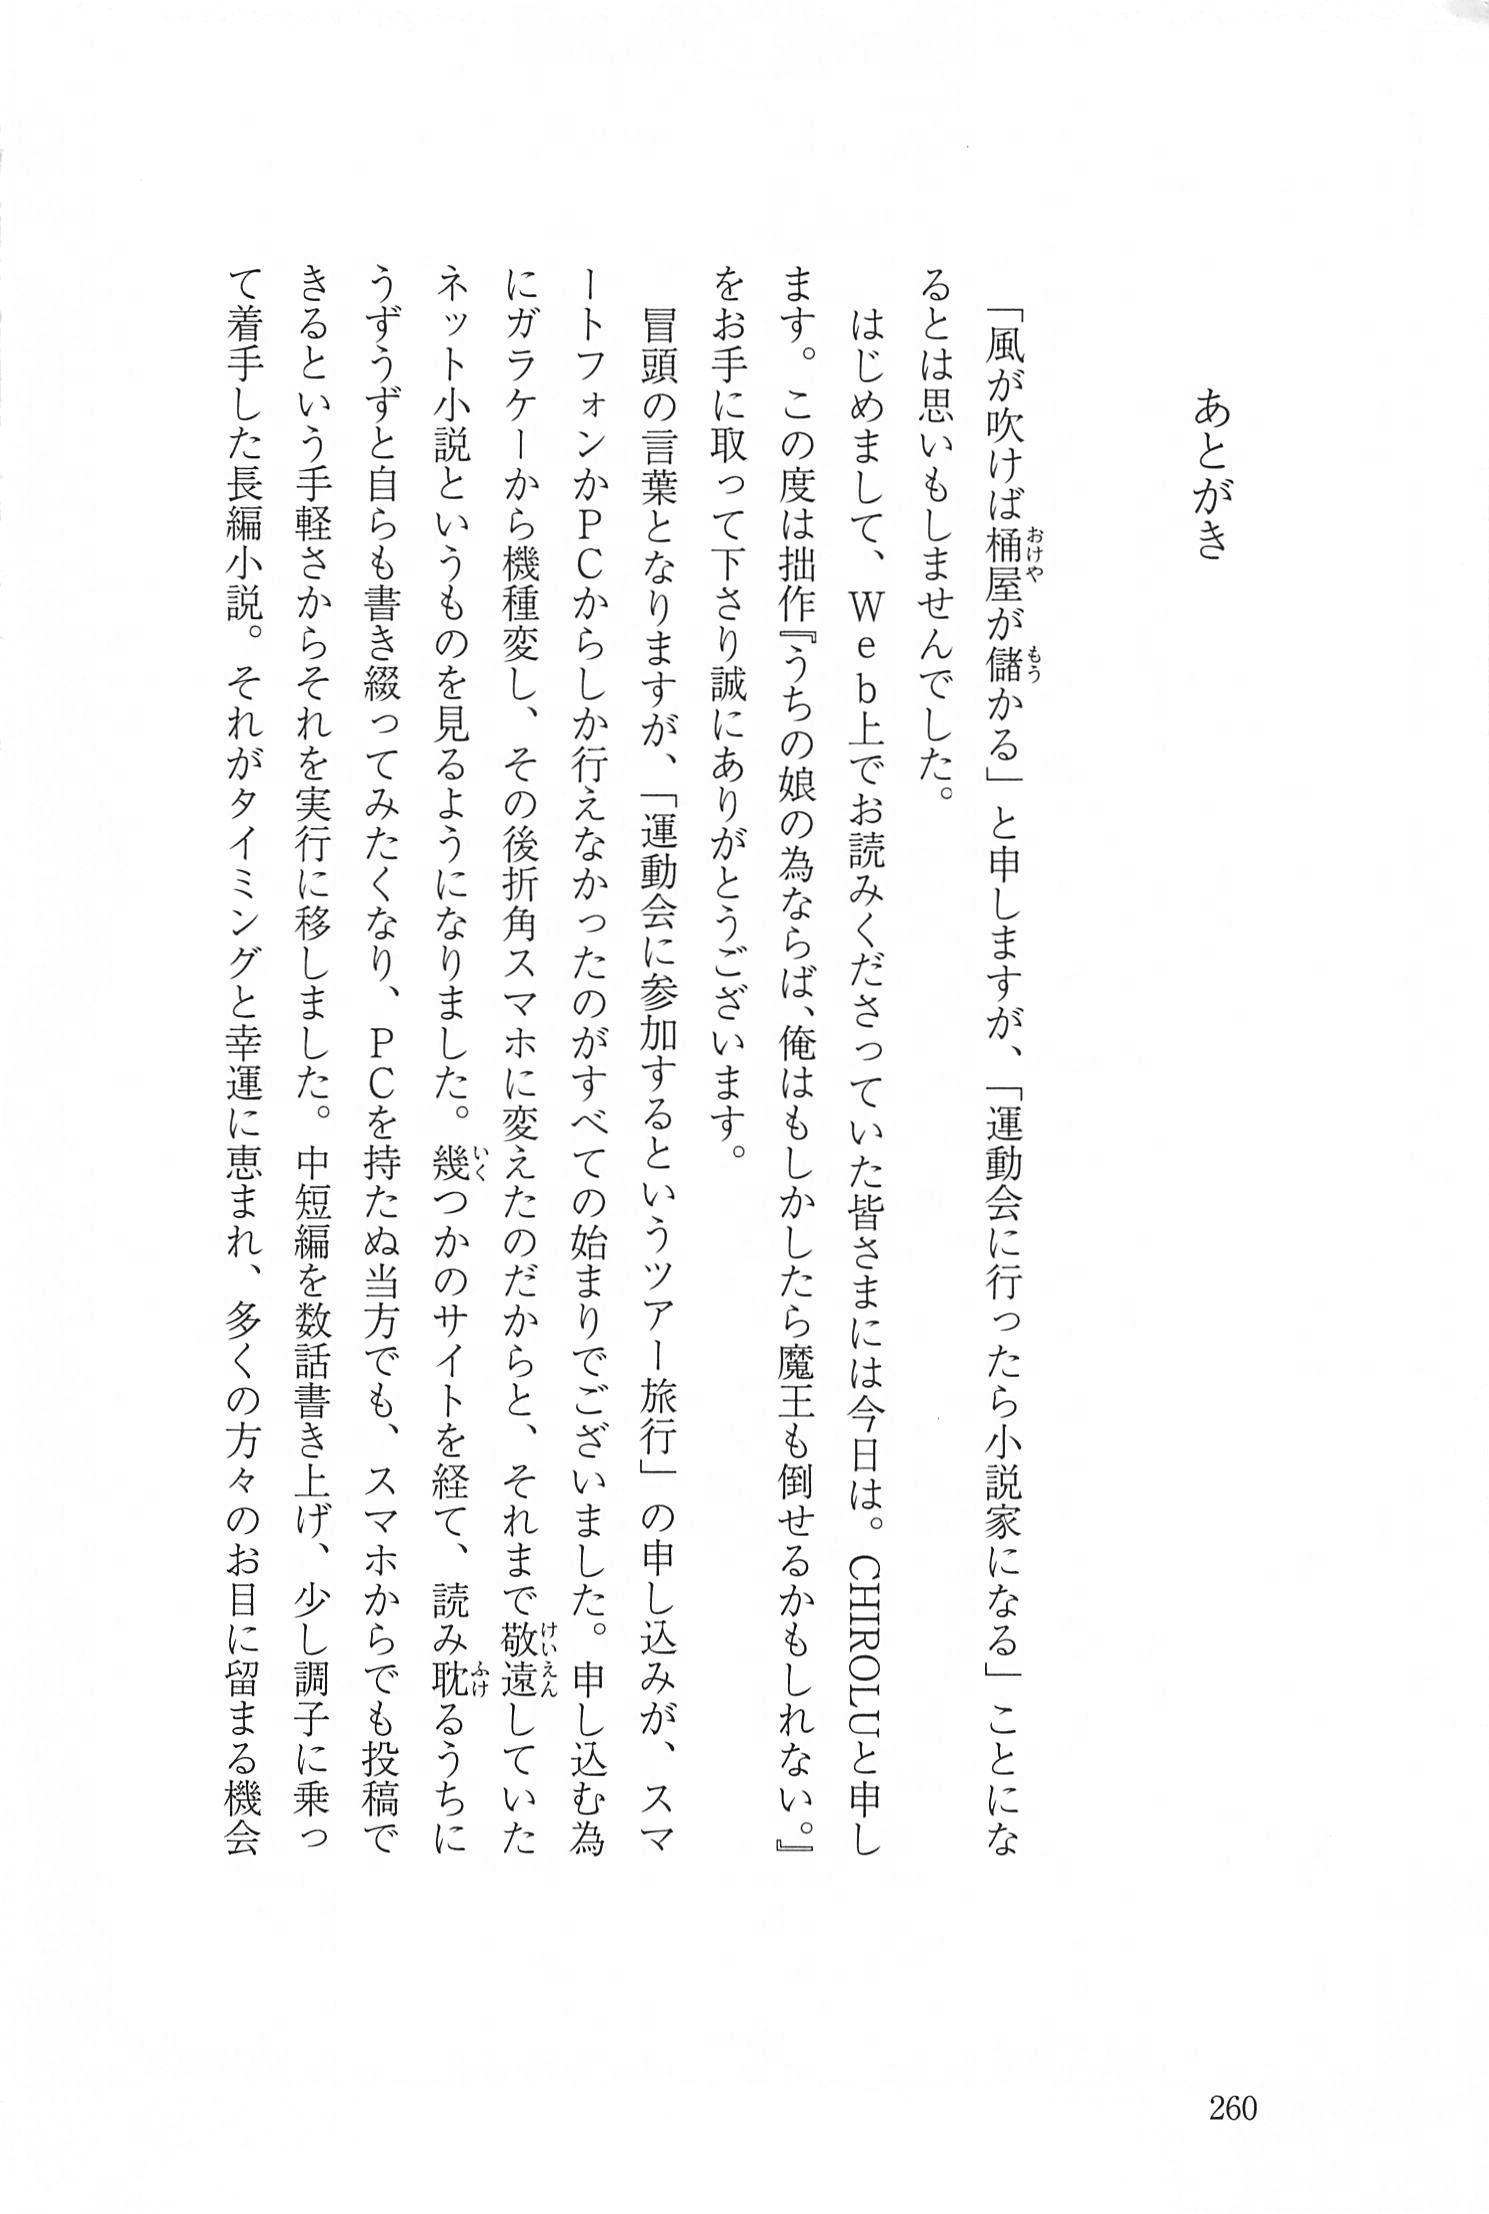 あとがき
「風が吹けば桶屋が儲かる」と申しますが、「運動会に行ったら小説家になる」ことにな
るとは思いもしませんでした。
はじめまして、Web上でお読みくださっていた皆さまには今日は。CHIROLUと申し
ます。この度は拙作『うちの娘の為ならば、俺はもしかしたら魔王も倒せるかもしれない。』
をお手に取って下さり誠にありがとうございます。
冒頭の言葉となりますが、「運動会に参加するというツアー旅行」の申し込みが、スマ
ートフォンかPCからしか行えなかったのがすべての始まりでございました。申し込む為
にガラケーから機種変し、その後折角スマホに変えたのだからと、それまで敬遠していた
ネット小説というものを見るようになりました。幾つかのサイトを経て、読み耽るうちに
うずうずと自らも書き綴ってみたくなり、PCを持たぬ当方でも、スマホからでも投稿で
きるという手軽さからそれを実行に移しました。中短編を数話書き上げ、少し調子に乗っ
て着手した長編小説。それがタイミングと幸運に恵まれ、多くの方々のお目に留まる機会
260